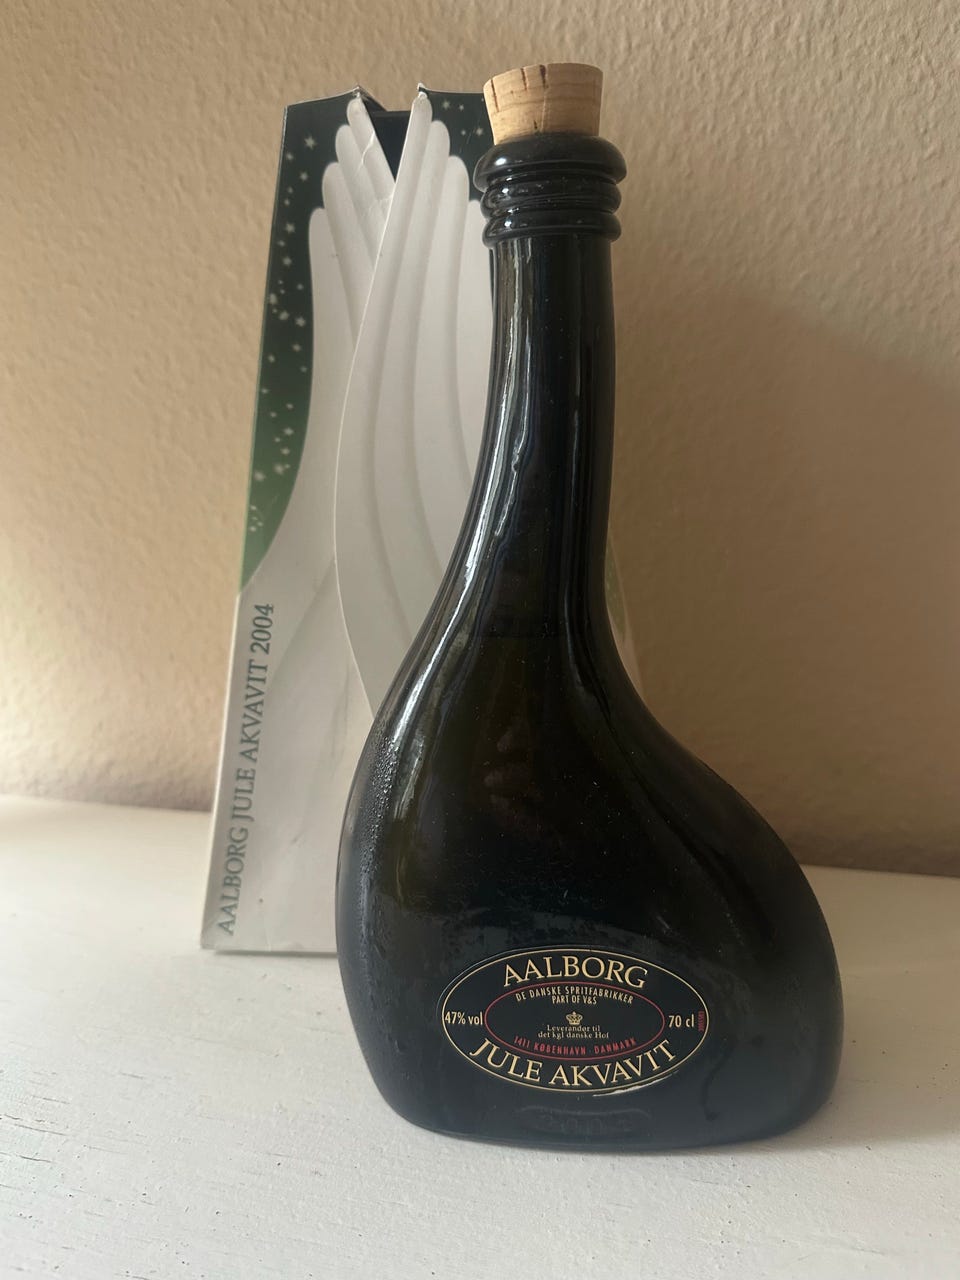 AALBORG JULE AKVAVIT 2004
AALBORG
DE DANSKE SPRITFABRIKKER
PART OF V&S
47% vol
Leverandør til
det kgl danske Hof
70 cl
1411 KØBENHAVN · DANMARK
JULE AKVAVIT